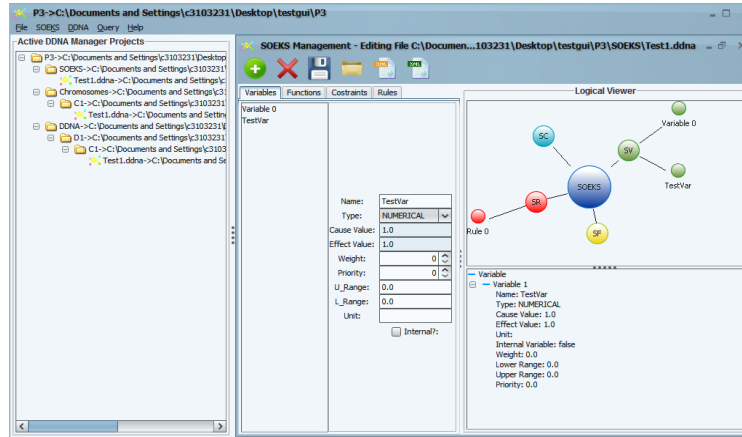 P3->C:\Documents and Settings\c3103231\Desktop\testgui\P3
File SOEKS DDNA Query Help
Active DDNA Manager Projects
P3->C:\Documents and Settings\c3103231\Desktop
SOEKS->C:\Documents and Settings\c3103231\
Test1.ddna->C:\Documents and Settings\c
Chromosomes->C:\Documents and Settings\c3:
C1->C:\Documents and Settings\c3103231
Test1.ddna->C:\Documents and Setting
DDNA->C:\Documents and Settings\c3103231\
D1->C:\Documents and Settings\c3103231
C1->C:\Documents and Settings\c3103
Test1.ddna->C:\Documents and Se
SOEKS Management - Editing File C:\Documen...103231\Desktop\testgui\P3\SOEKS\Test1.ddna
Variables Functions Costraints Rules
Variable 0
TestVar
Name: TestVar
Type: NUMERICAL
Cause Value: 1.0
Effect Value: 1.0
Weight: 0
Priority: 0
U_Range: 0.0
L_Range: 0.0
Unit:
Internal?:
Logical Viewer
Variable 0
SC
SV
SOEKS
TestVar
SR
Rule 0
SF
Variable
Variable 1
Name: TestVar
Type: NUMERICAL
Cause Value: 1.0
Effect Value: 1.0
Unit:
Internal Variable: false
Weight: 0.0
Lower Range: 0.0
Upper Range: 0.0
Priority: 0.0